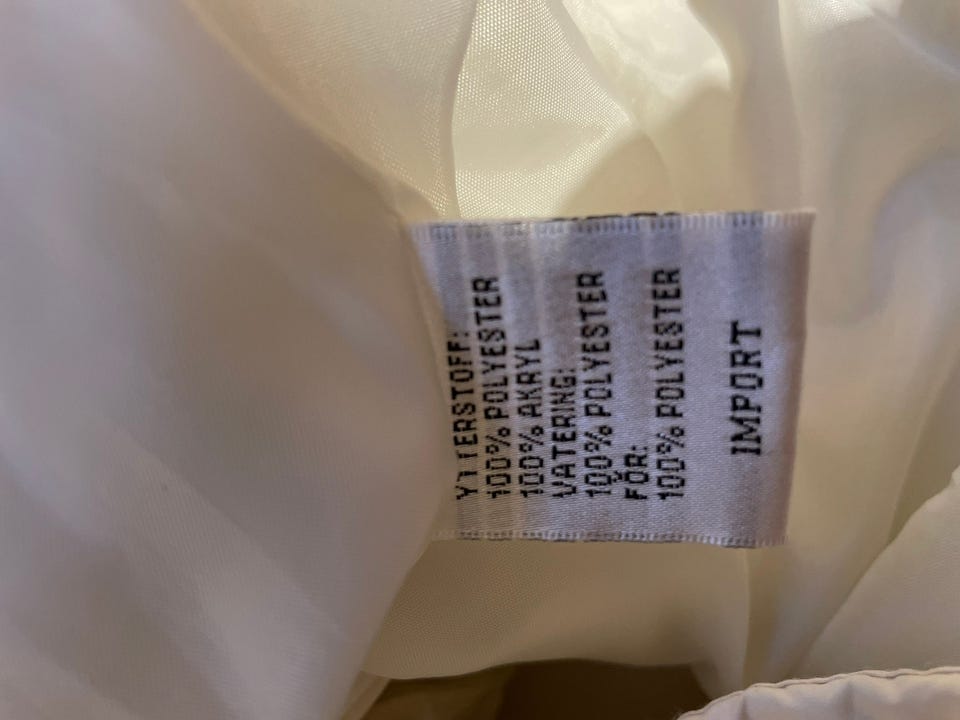 YTTERSTOFF:
100% POLYESTER
100% AKRYL
VATERING:
100% POLYESTER
FÔR:
100% POLYESTER
IMPORT